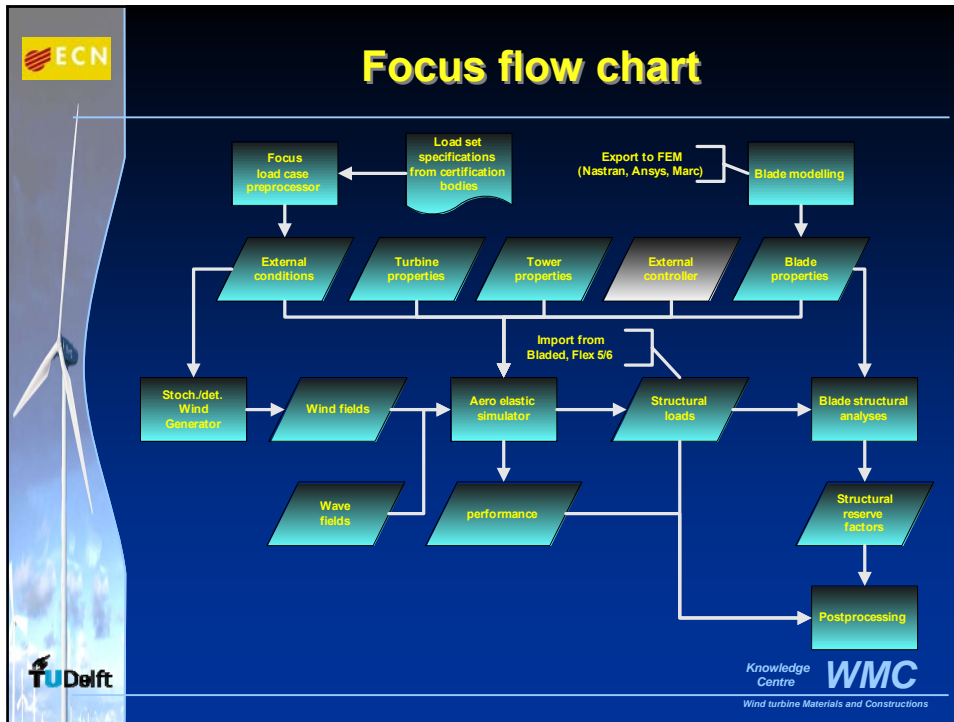 ECN
Focus flow chart
Focus
load case
preprocessor
Load set
specifications
from certification
bodies
Export to FEM
(Nastran, Ansys, Marc)
Blade modelling
External
conditions
Turbine
properties
Tower
properties
External
controller
Blade
properties
Import from
Bladed, Flex 5/6
Stoch./det.
Wind
Generator
Wind fields
Aero elastic
simulator
Structural
loads
Blade structural
analyses
Wave
fields
performance
Structural
reserve
factors
Postprocessing
TUDelft
Knowledge
Centre
WMC
Wind turbine Materials and Constructions